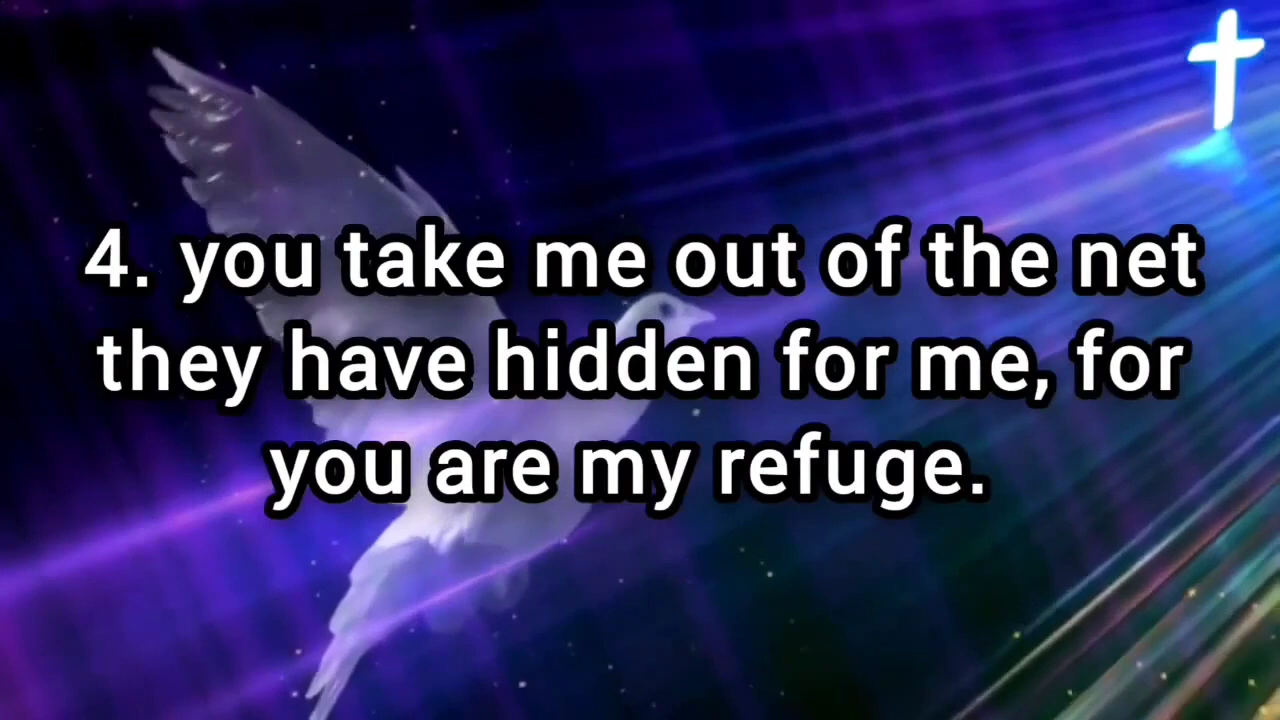 4. you take me out of the net
they have hidden for me, for
you are my refuge.